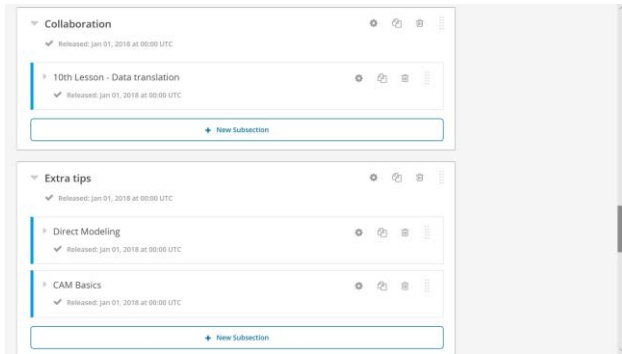 Collaboration
Released: Jan 01, 2018 at 00:00 UTC
10th Lesson - Data translation
Released: Jan 01, 2018 at 00:00 UTC
+ New Subsection
Extra tips
Released: Jan 01, 2018 at 00:00 UTC
Direct Modeling
Released: Jan 01, 2018 at 00:00 UTC
CAM Basics
Released: Jan 01, 2018 at 00:00 UTC
+ New Subsection